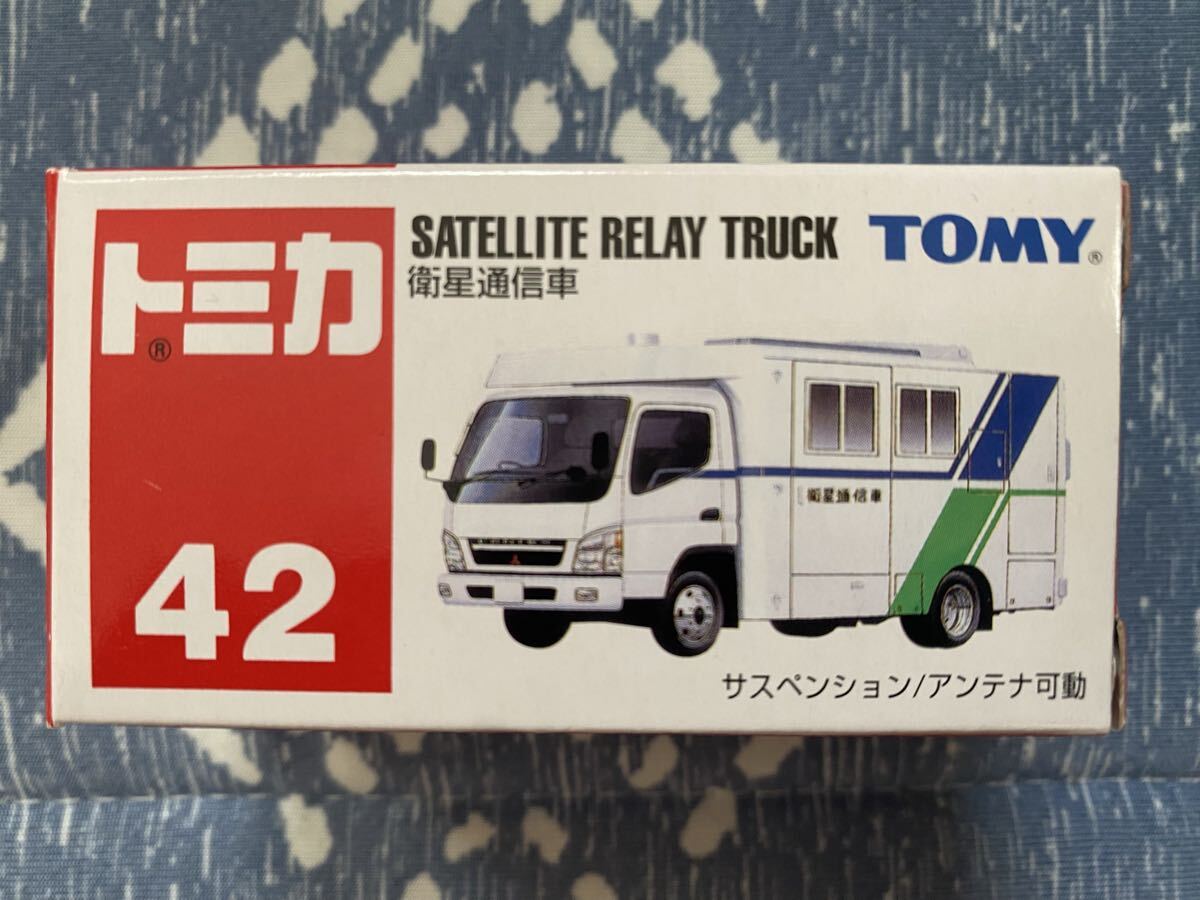 トミカ®
42
SATELLITE RELAY TRUCK
TOMY®
衛星通信車
CANTER
衛星通信車
サスペンション/アンテナ可動